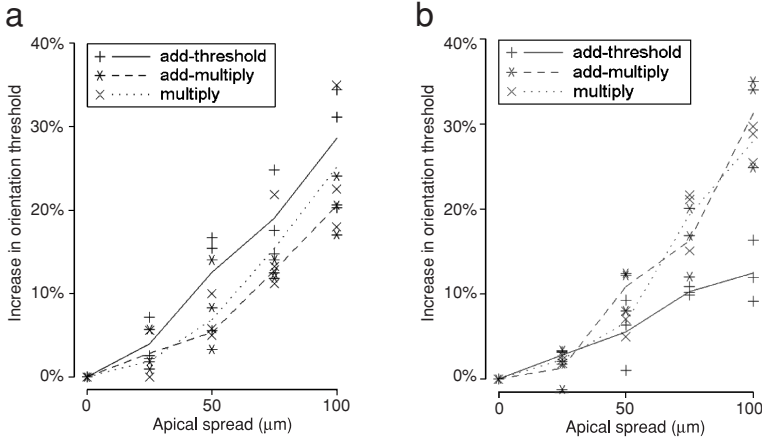 a
Increase in orientation threshold
40%
30%
20%
10%
0%
add-threshold
add-multiply
multiply
0
50
100
Apical spread (μm)
b
Increase in orientation threshold
40%
30%
20%
10%
0%
add-threshold
add-multiply
multiply
0
50
100
Apical spread (μm)